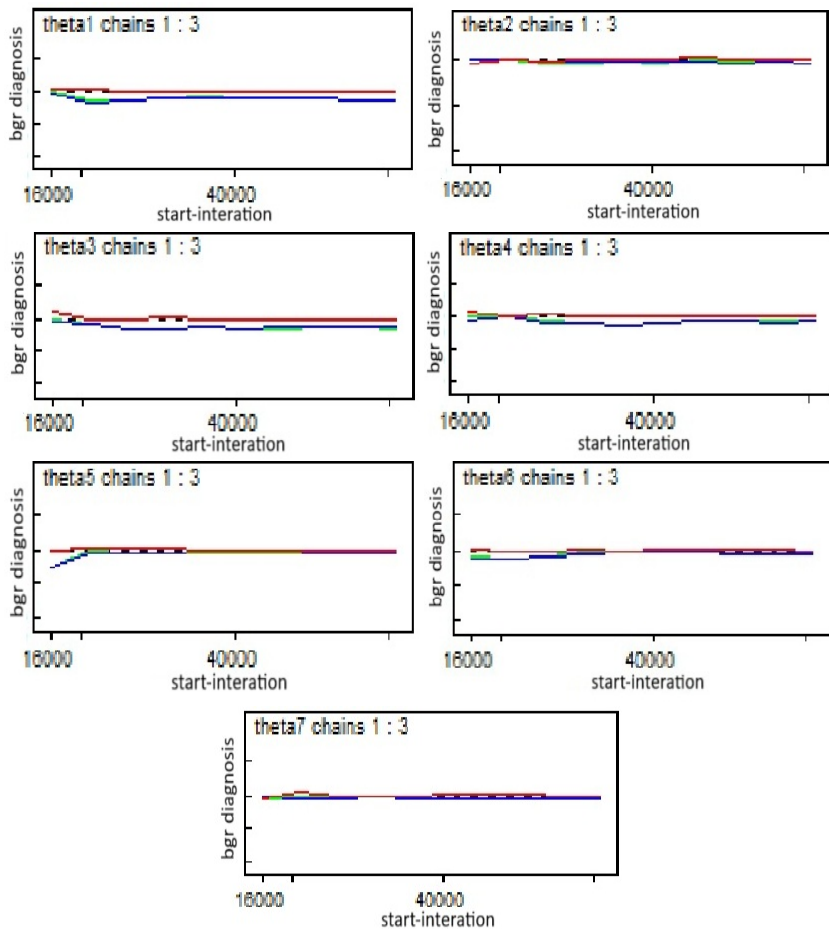 theta1 chains 1 : 3
bgr diagnosis
16000 40000
start-interation
theta2 chains 1 : 3
bgr diagnosis
16000 40000
start-interation
theta3 chains 1 : 3
bgr diagnosis
16000 40000
start-interation
theta4 chains 1 : 3
bgr diagnosis
16000 40000
start-interation
theta5 chains 1 : 3
bgr diagnosis
16000 40000
start-interation
theta6 chains 1 : 3
bgr diagnosis
16000 40000
start-interation
theta7 chains 1 : 3
bgr diagnosis
16000 40000
start-interation